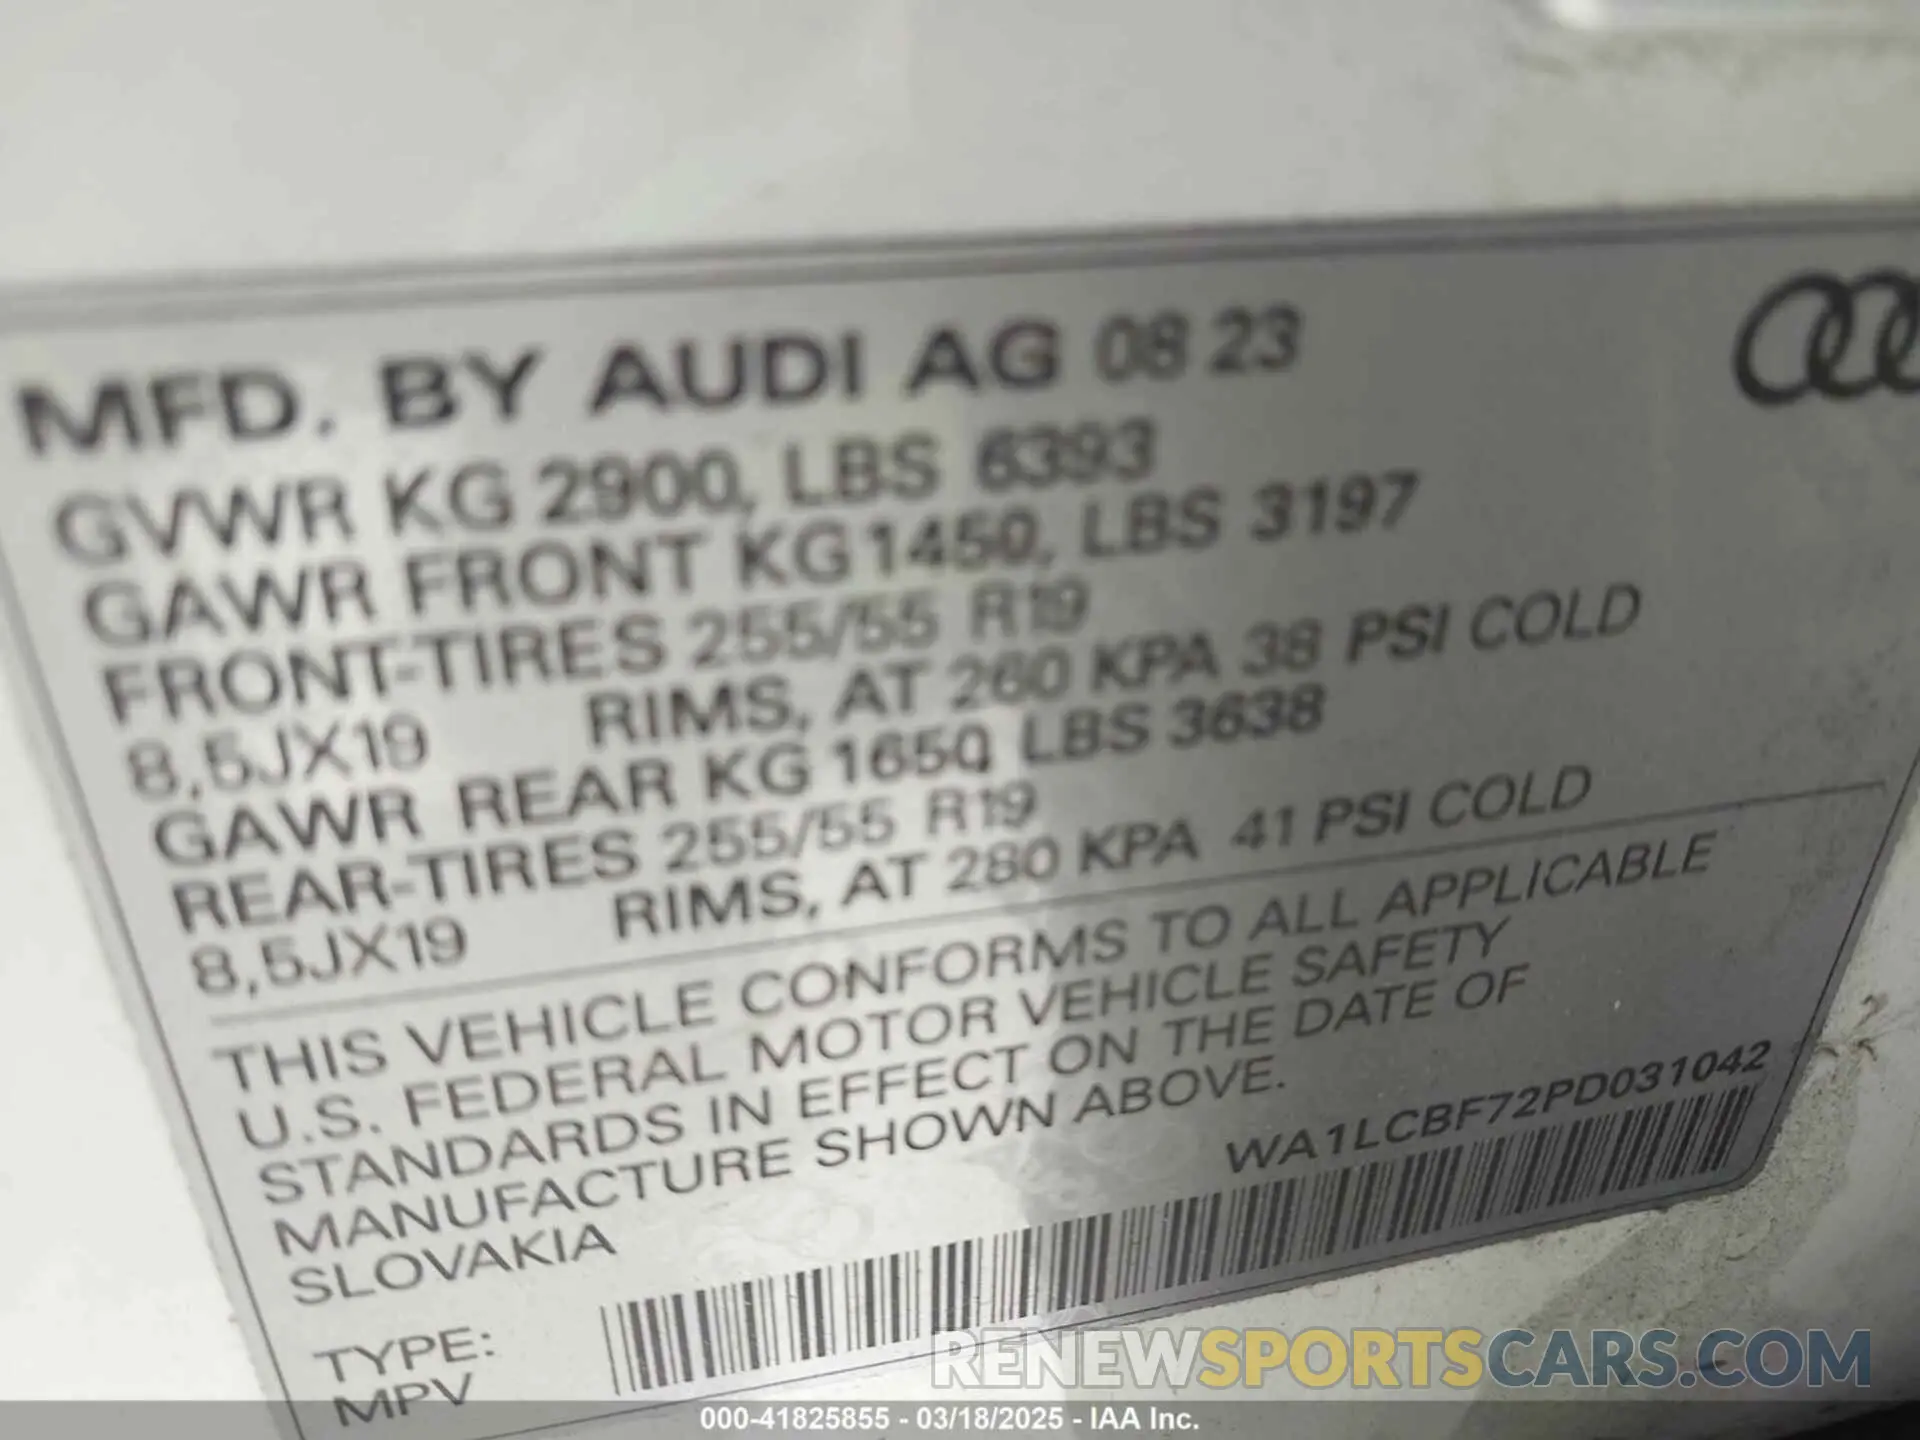 MFD. BY AUDI AG 08 23
GVWR KG 2900, LBS 6393
GAWR FRONT KG 1450, LBS 3197
FRONT-TIRES 255/55 R19
8,5JX19 RIMS, AT 260 KPA 38 PSI COLD
GAWR REAR KG 1650, LBS 3638
REAR-TIRES 255/55 R19
8,5JX19 RIMS, AT 280 KPA 41 PSI COLD
THIS VEHICLE CONFORMS TO ALL APPLICABLE
U.S. FEDERAL MOTOR VEHICLE SAFETY
STANDARDS IN EFFECT ON THE DATE OF
MANUFACTURE SHOWN ABOVE.
SLOVAKIA
WA1LCBF72PD031042
TYPE:
MPV
RENEWSPORTSCARS.COM
000-41825855 - 03/18/2025 - IAA Inc.